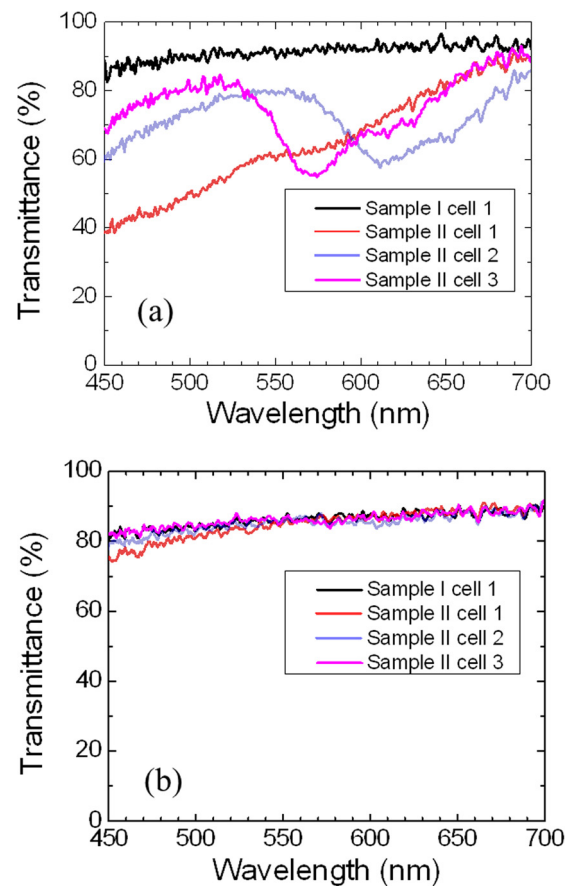 100
80
60
40
20
0
Transmittance (%)
Sample I cell 1
Sample II cell 1
Sample II cell 2
Sample II cell 3
(a)
450 500 550 600 650 700
Wavelength (nm)
100
80
60
40
20
0
Transmittance (%)
Sample I cell 1
Sample II cell 1
Sample II cell 2
Sample II cell 3
(b)
450 500 550 600 650 700
Wavelength (nm)